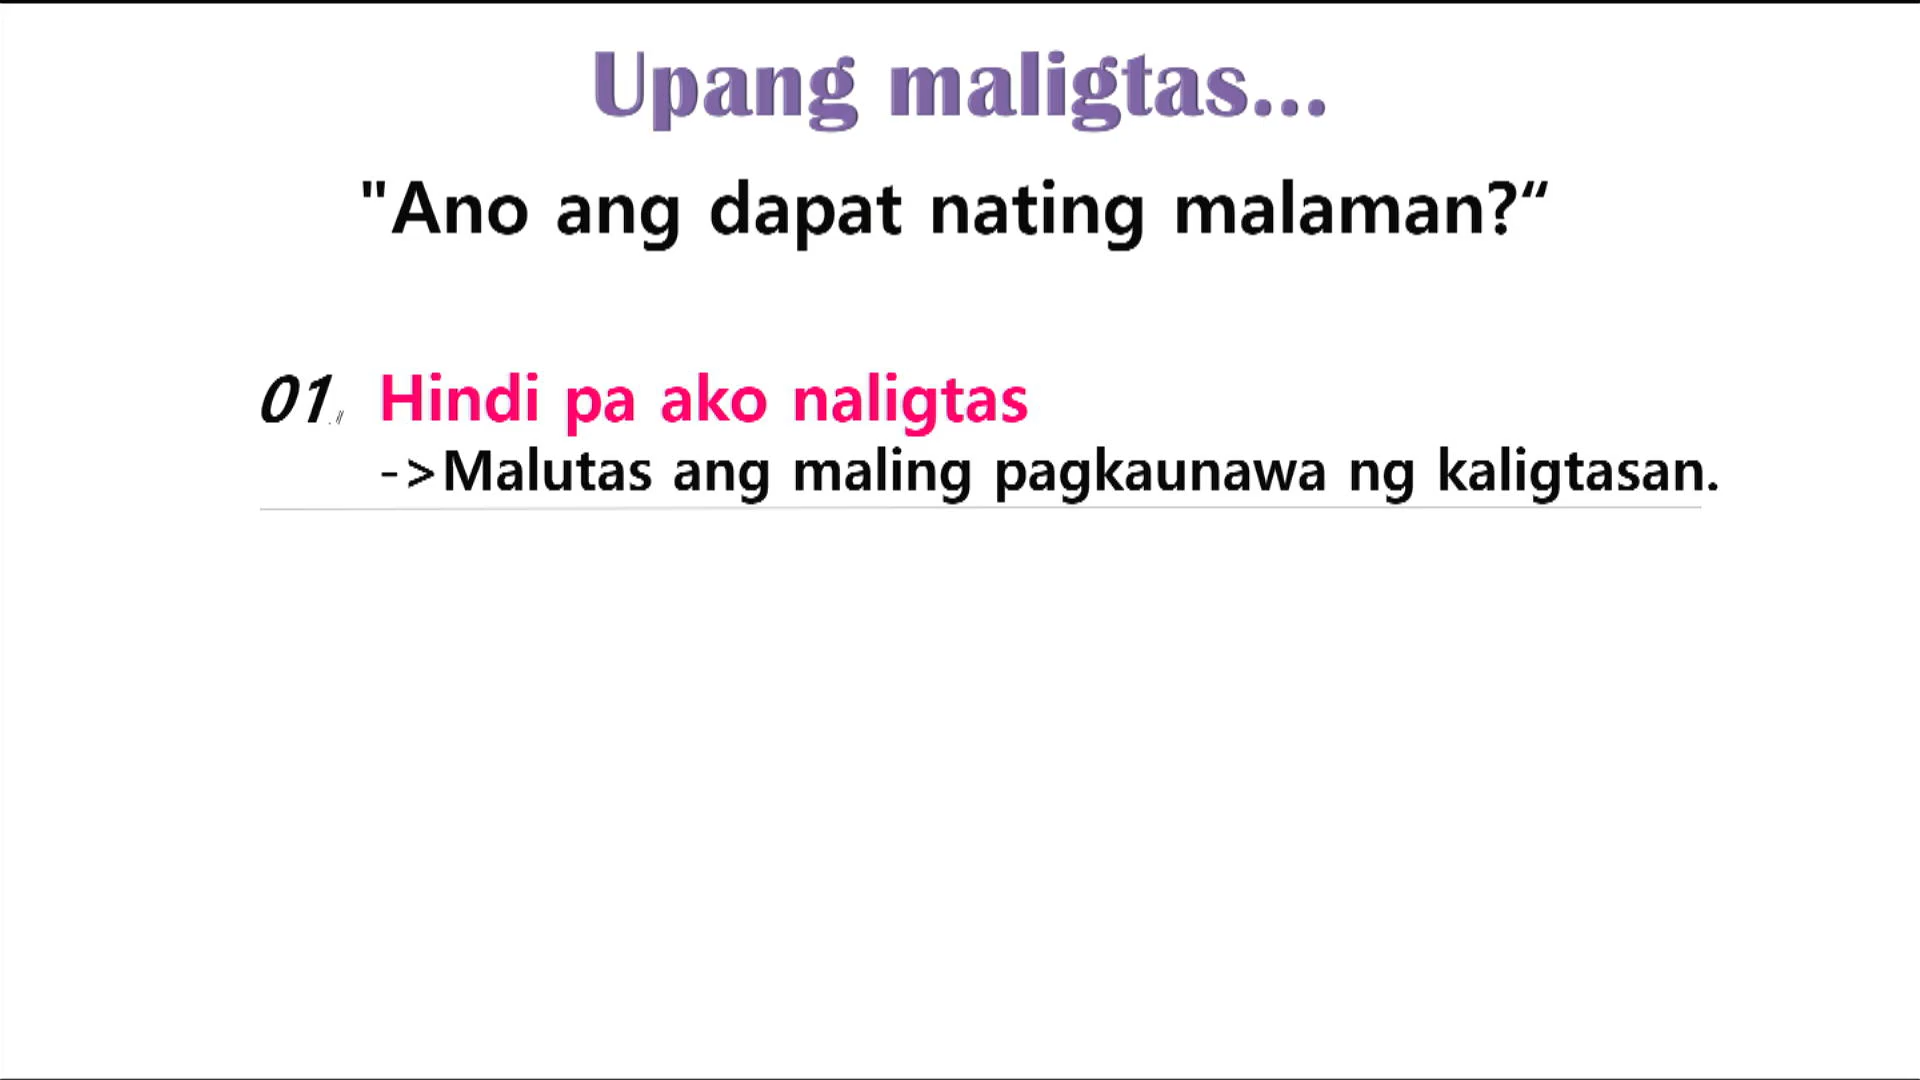 Upang maligtas...
"Ano ang dapat nating malaman?“
01. Hindi pa ako naligtas
->Malutas ang maling pagkaunawa ng kaligtasan.